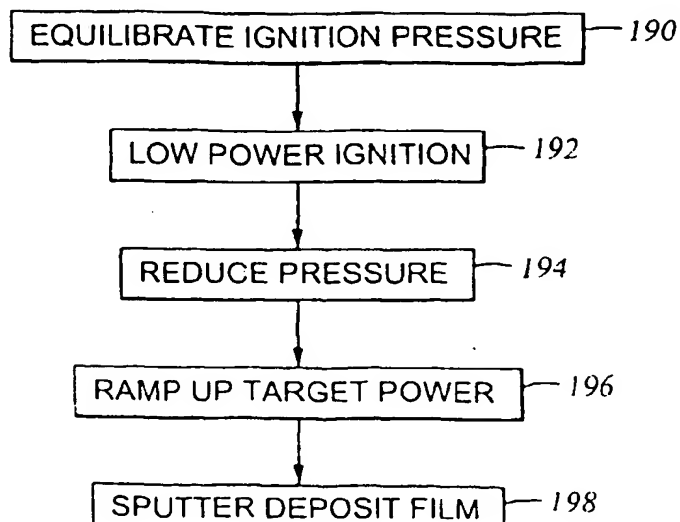 EQUILIBRATE IGNITION PRESSURE 190
LOW POWER IGNITION 192
REDUCE PRESSURE 194
RAMP UP TARGET POWER 196
SPUTTER DEPOSIT FILM 198